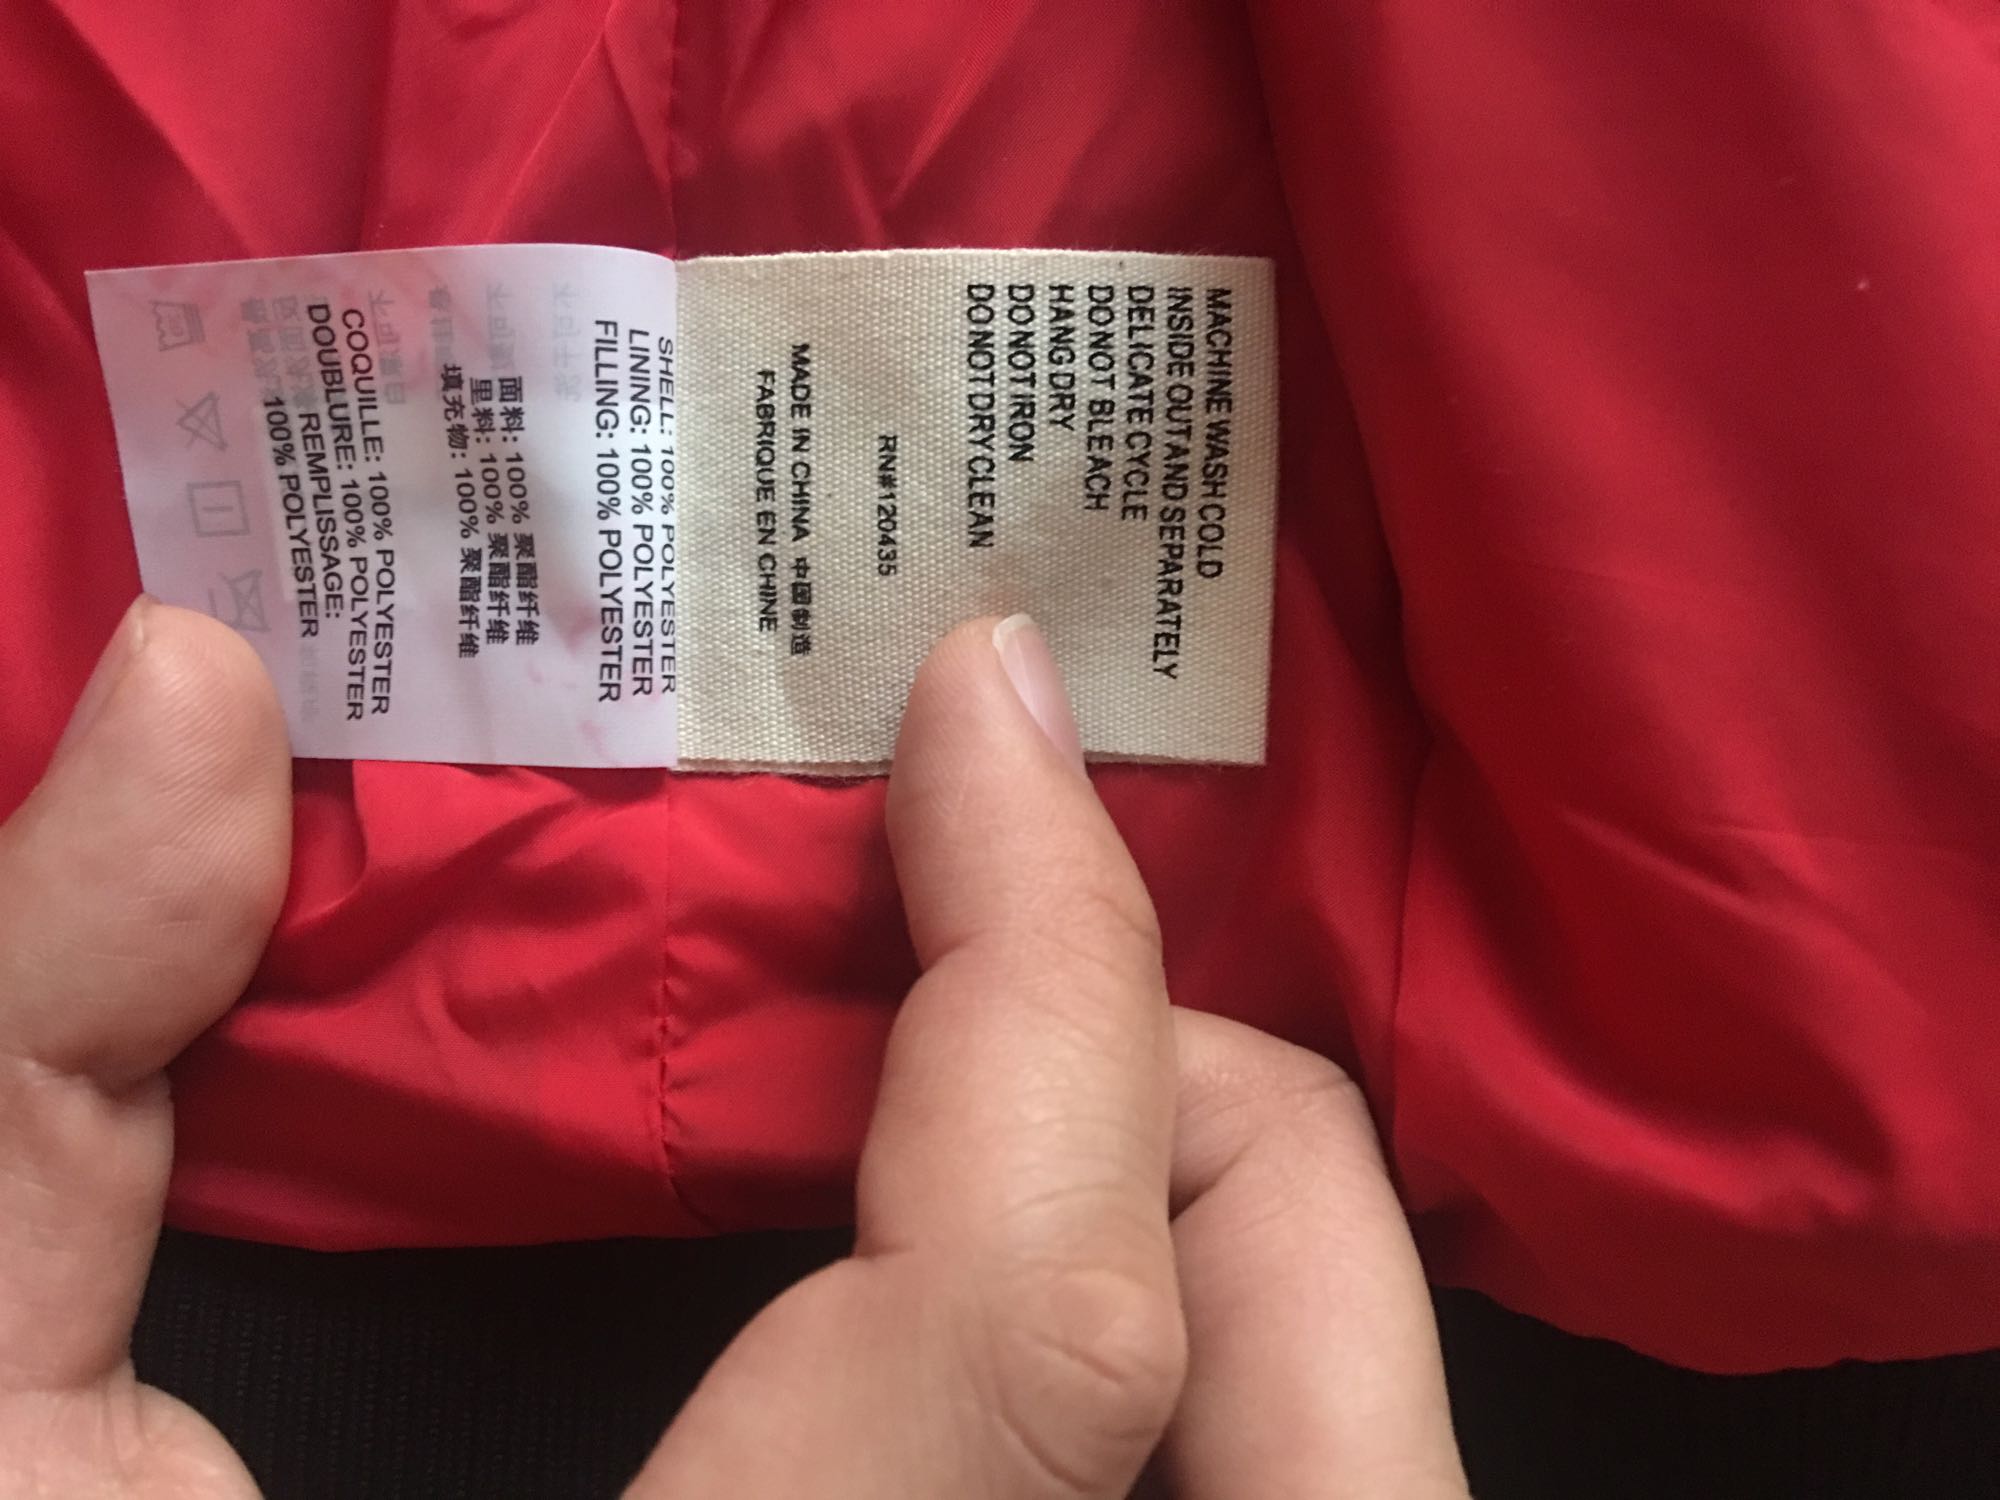 MACHINE WASH COLD
INSIDE OUT AND SEPARATELY
DELICATE CYCLE
DO NOT BLEACH
HANG DRY
DO NOT IRON
DO NOT DRY CLEAN
RN#120435
MADE IN CHINA 中国制造
FABRIQUE EN CHINE
SHELL: 100% POLYESTER
LINING: 100% POLYESTER
FILLING: 100% POLYESTER
面料: 100% 聚酯纤维
里料: 100% 聚酯纤维
填充物: 100% 聚酯纤维
COQUILLE: 100% POLYESTER
DOUBLURE: 100% POLYESTER
REMPLISSAGE:
100% POLYESTER